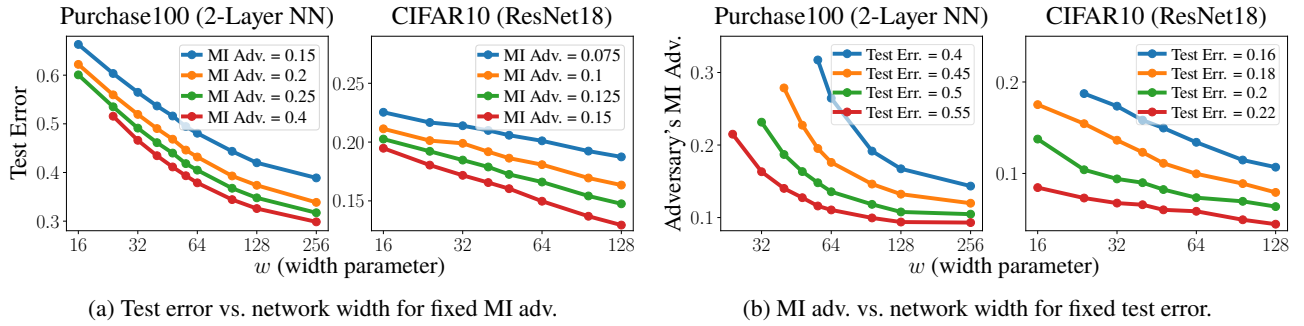 Purchase100 (2-Layer NN)
CIFAR10 (ResNet18)
Purchase100 (2-Layer NN)
CIFAR10 (ResNet18)
Test Error
0.6
0.5
0.4
0.3
MI Adv. = 0.15
MI Adv. = 0.2
MI Adv. = 0.25
MI Adv. = 0.4
16 32 64 128 256
0.25
0.20
0.15
MI Adv. = 0.075
MI Adv. = 0.1
MI Adv. = 0.125
MI Adv. = 0.15
16 32 64 128
w (width parameter)
Adversary's MI Adv.
0.3
0.2
0.1
Test Err. = 0.4
Test Err. = 0.45
Test Err. = 0.5
Test Err. = 0.55
32 64 128 256
0.2
0.1
Test Err. = 0.16
Test Err. = 0.18
Test Err. = 0.2
Test Err. = 0.22
16 32 64 128
w (width parameter)
(a) Test error vs. network width for fixed MI adv.
(b) MI adv. vs. network width for fixed test error.